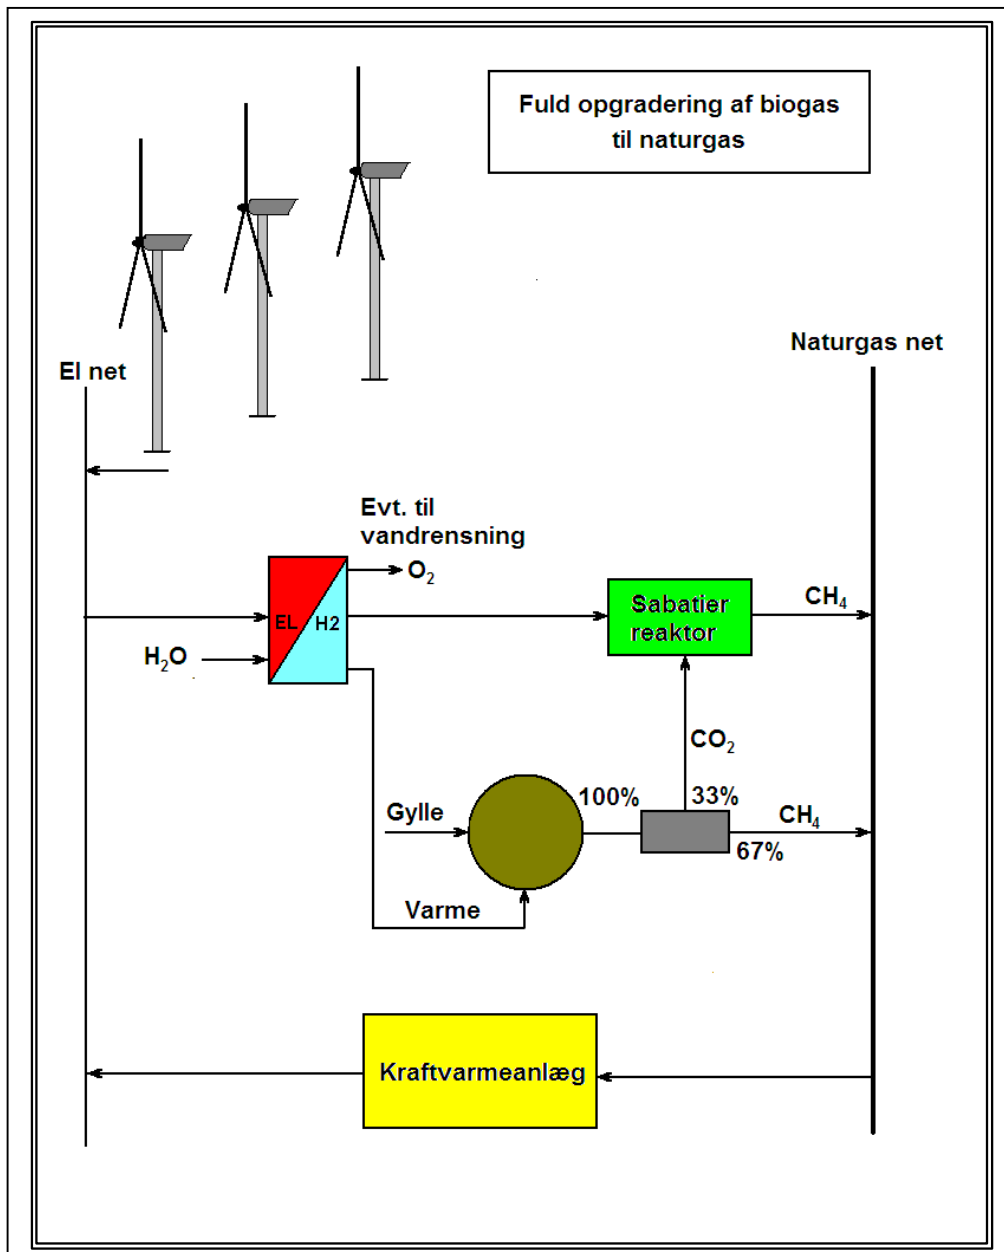 Fuld opgradering af biogas
til naturgas
Naturgas net
El net
Evt. til
vandrensning
O₂
EL
H2
H₂O
Sabatier
reaktor
CH₄
CO₂
Gylle
100%
33%
CH₄
67%
Varme
Kraftvarmeanlæg